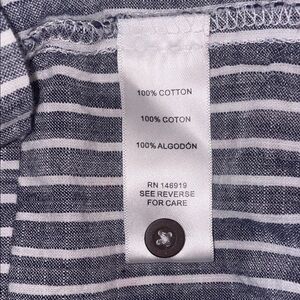 100% COTTON
100% COTON
100% ALGODÓN
RN 146919
SEE REVERSE
FOR CARE